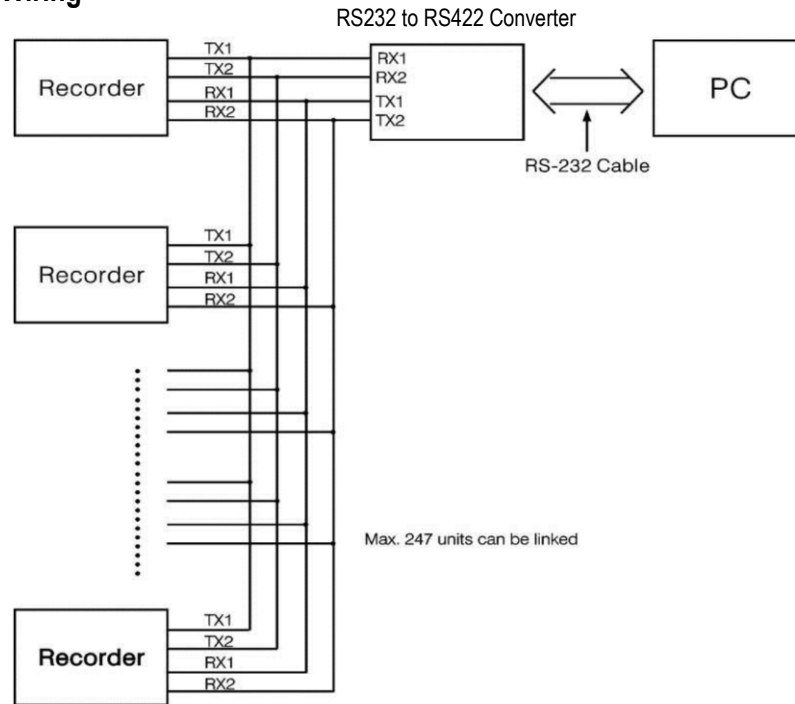 Wiring
RS232 to RS422 Converter
Recorder
TX1
TX2
RX1
RX2
RX1
RX2
TX1
TX2
PC
RS-232 Cable
Recorder
TX1
TX2
RX1
RX2
Max. 247 units can be linked
Recorder
TX1
TX2
RX1
RX2